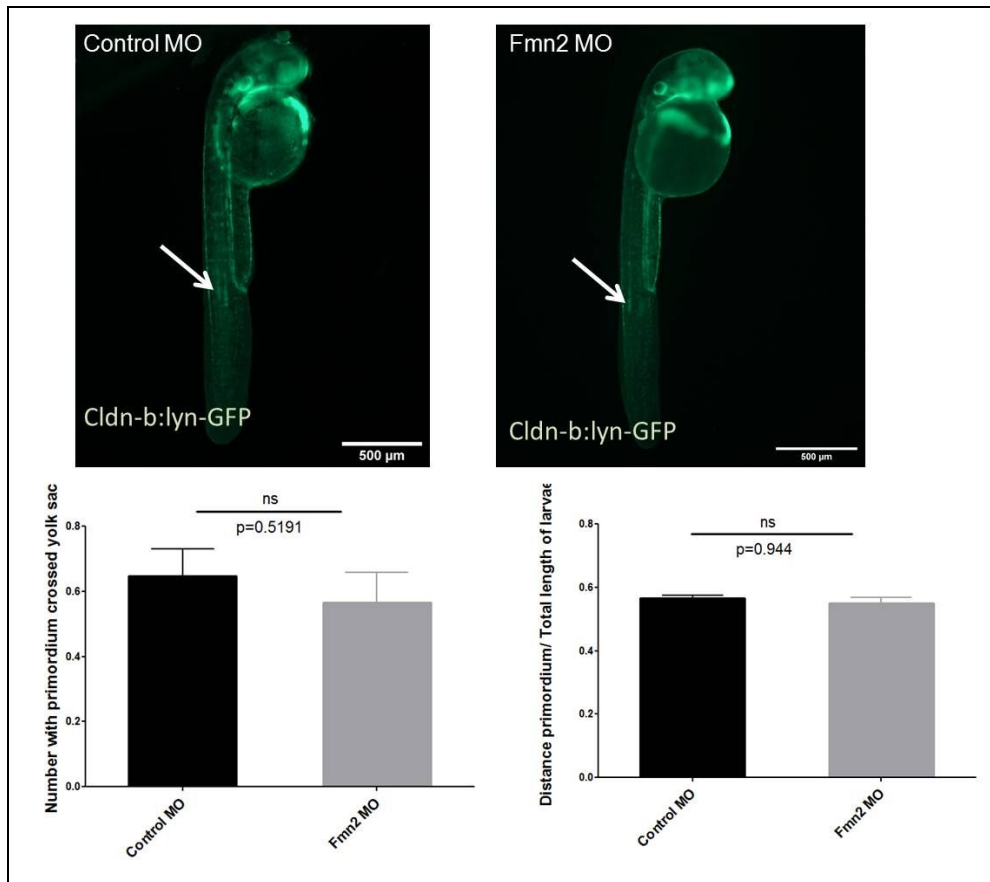 Control MO
Cldn-b:lyn-GFP
500 µm
Fmn2 MO
Cldn-b:lyn-GFP
500 µm
Number with primordium crossed yolk sac
0.8
0.6
0.4
0.2
0.0
ns
p=0.5191
Control MO
Fmn2 MO
Distance primordium/ Total length of larvae
0.8
0.6
0.4
0.2
0.0
ns
p=0.944
Control MO
Fmn2 MO